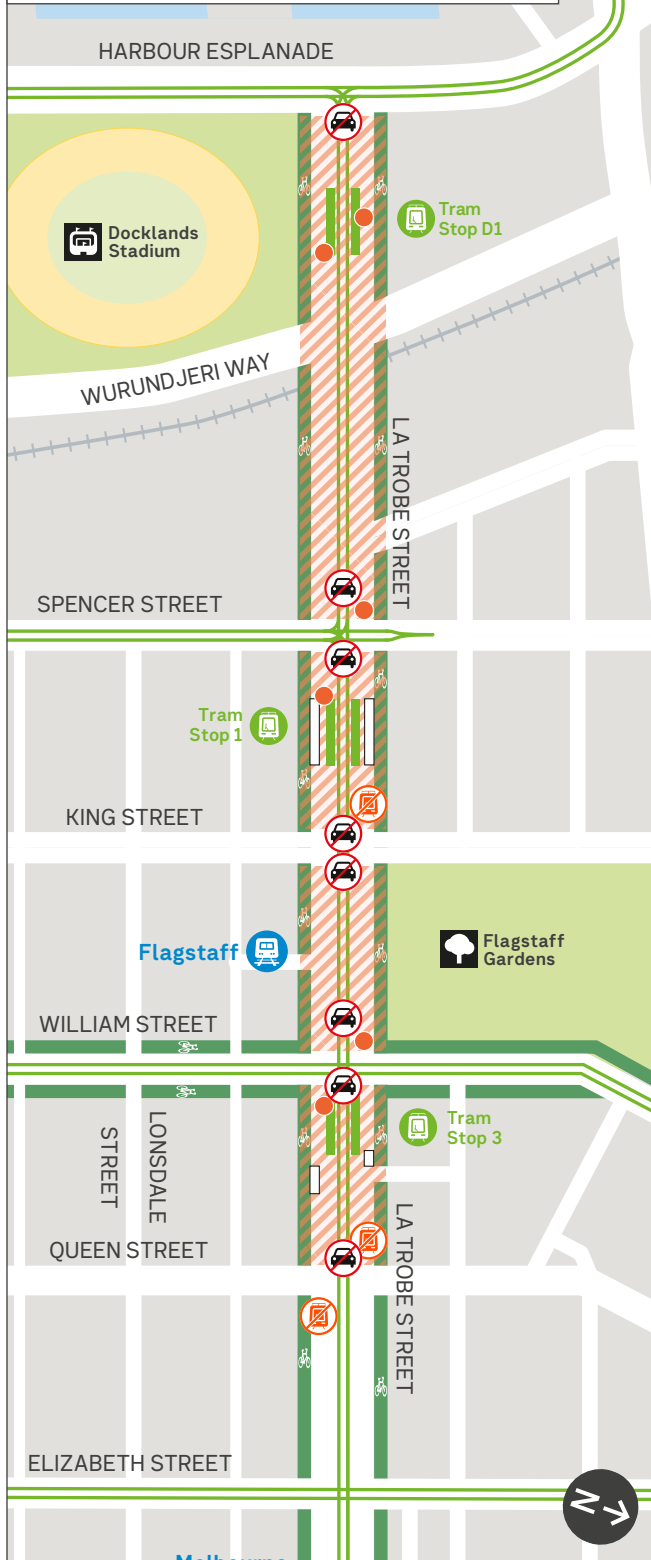 HARBOUR ESPLANADE
Tram
Stop D1
Docklands
Stadium
WURUNDJERI WAY
LA TROBE STREET
SPENCER STREET
Tram
Stop 1
KING STREET
Flagstaff
Flagstaff
Gardens
WILLIAM STREET
Tram
Stop 3
LONSDALE
STREET
LA TROBE STREET
QUEEN STREET
ELIZABETH STREET
N
Melbourne